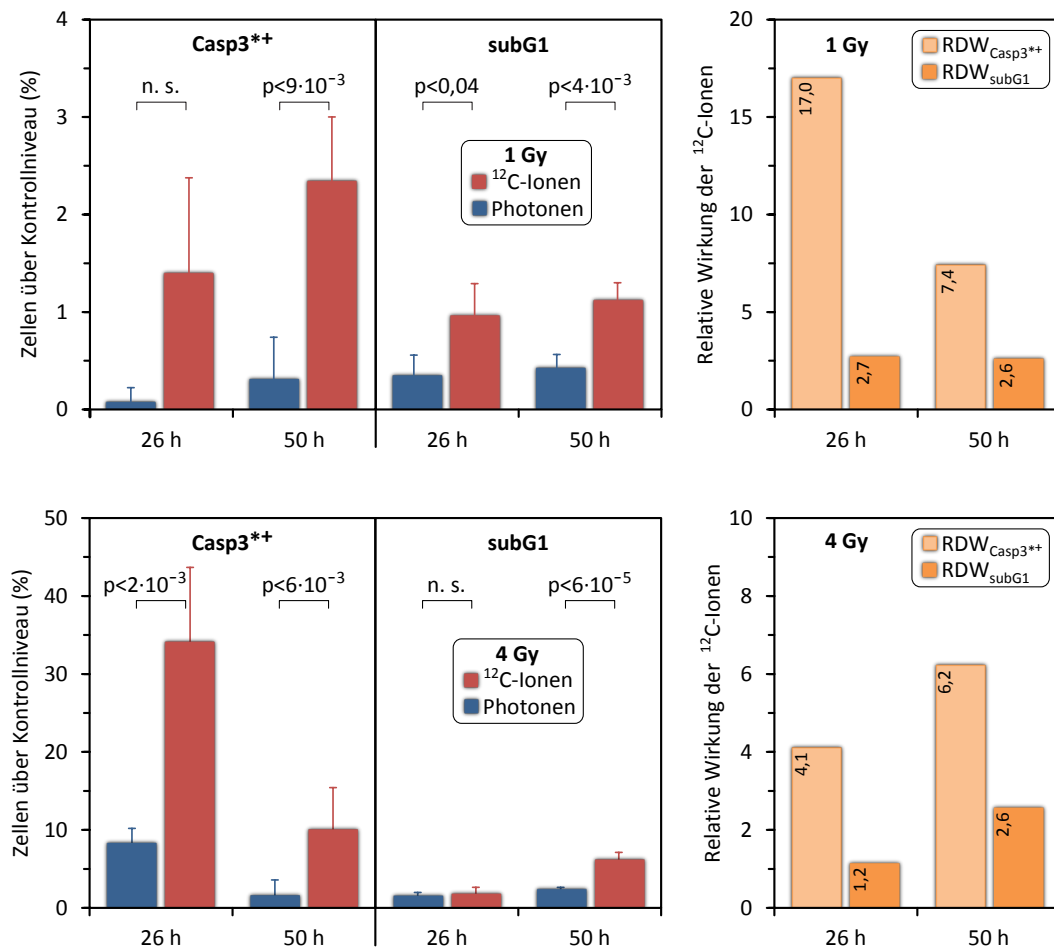 Zellen über Kontrollniveau (%)
4
3
2
1
0
Casp3*+
subG1
n. s.
p<9·10⁻³
p<0,04
p<4·10⁻³
1 Gy
¹²C-Ionen
Photonen
26 h
50 h
26 h
50 h
Relative Wirkung der ¹²C-Ionen
20
15
10
5
0
1 Gy
RDW_Casp3*+
RDW_subG1
17,0
2,7
7,4
2,6
26 h
50 h
Zellen über Kontrollniveau (%)
50
40
30
20
10
0
Casp3*+
subG1
p<2·10⁻³
p<6·10⁻³
n. s.
p<6·10⁻⁵
4 Gy
¹²C-Ionen
Photonen
26 h
50 h
26 h
50 h
Relative Wirkung der ¹²C-Ionen
10
8
6
4
2
0
4 Gy
RDW_Casp3*+
RDW_subG1
4,1
1,2
6,2
2,6
26 h
50 h